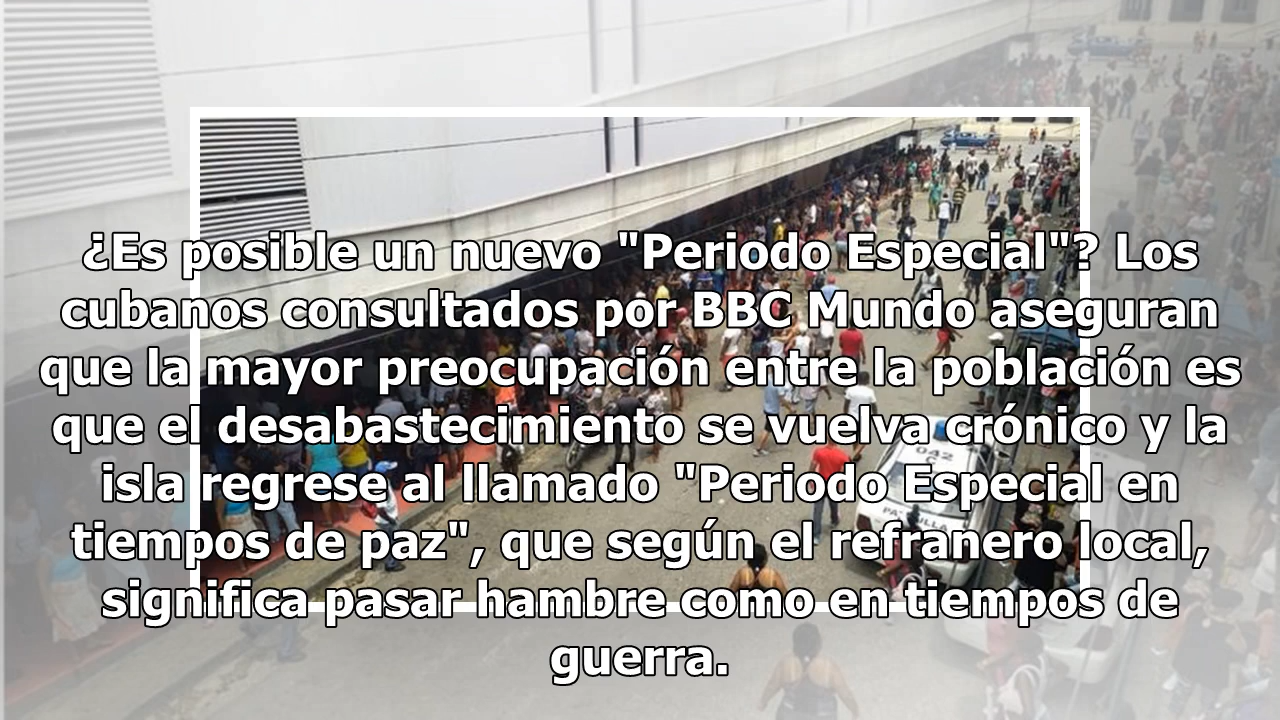 ¿Es posible un nuevo "Periodo Especial"? Los
cubanos consultados por BBC Mundo aseguran
que la mayor preocupación entre la población es
que el desabastecimiento se vuelva crónico y la
isla regrese al llamado "Periodo Especial en
tiempos de paz", que según el refranero local,
significa pasar hambre como en tiempos de
guerra.
042
C